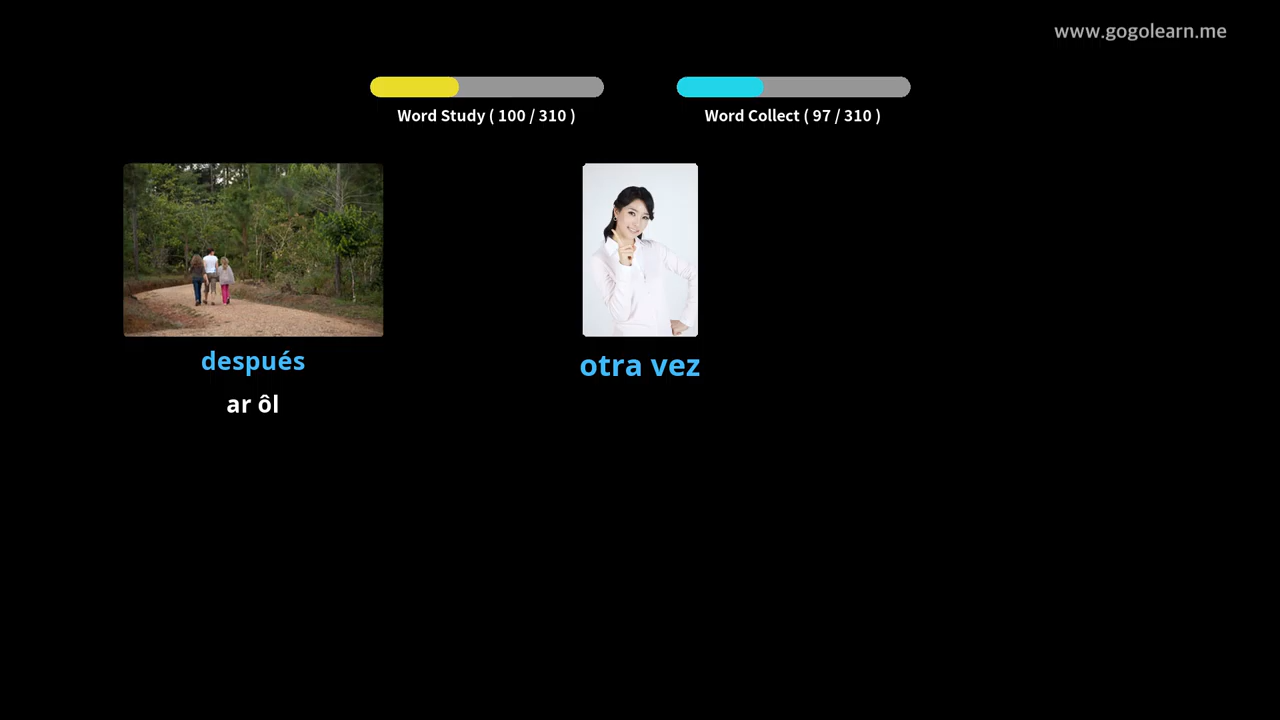 www.gogolearn.me
Word Study ( 100 / 310 )
Word Collect ( 97 / 310 )
después
ar ôl
otra vez